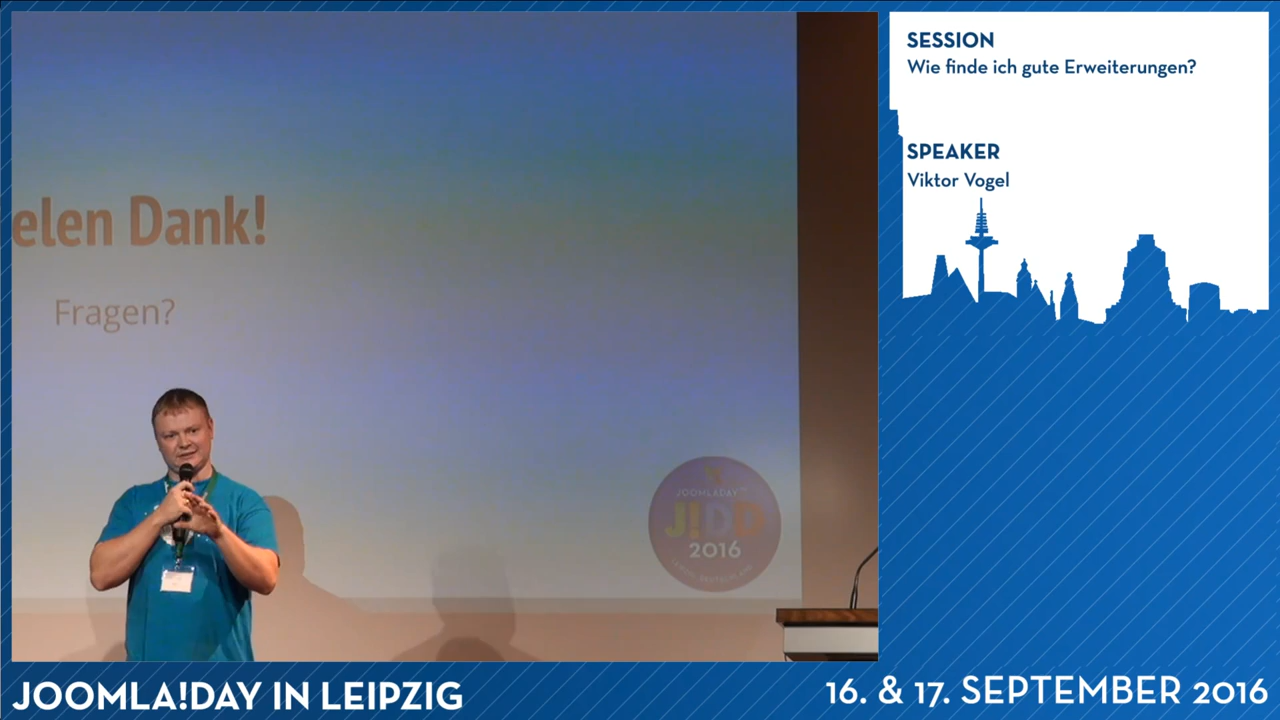 SESSION
Wie finde ich gute Erweiterungen?
SPEAKER
Viktor Vogel
elen Dank!
Fragen?
JOOMLADAY
J!DD
2016
JOOMLA!DAY IN LEIPZIG
16. & 17. SEPTEMBER 2016